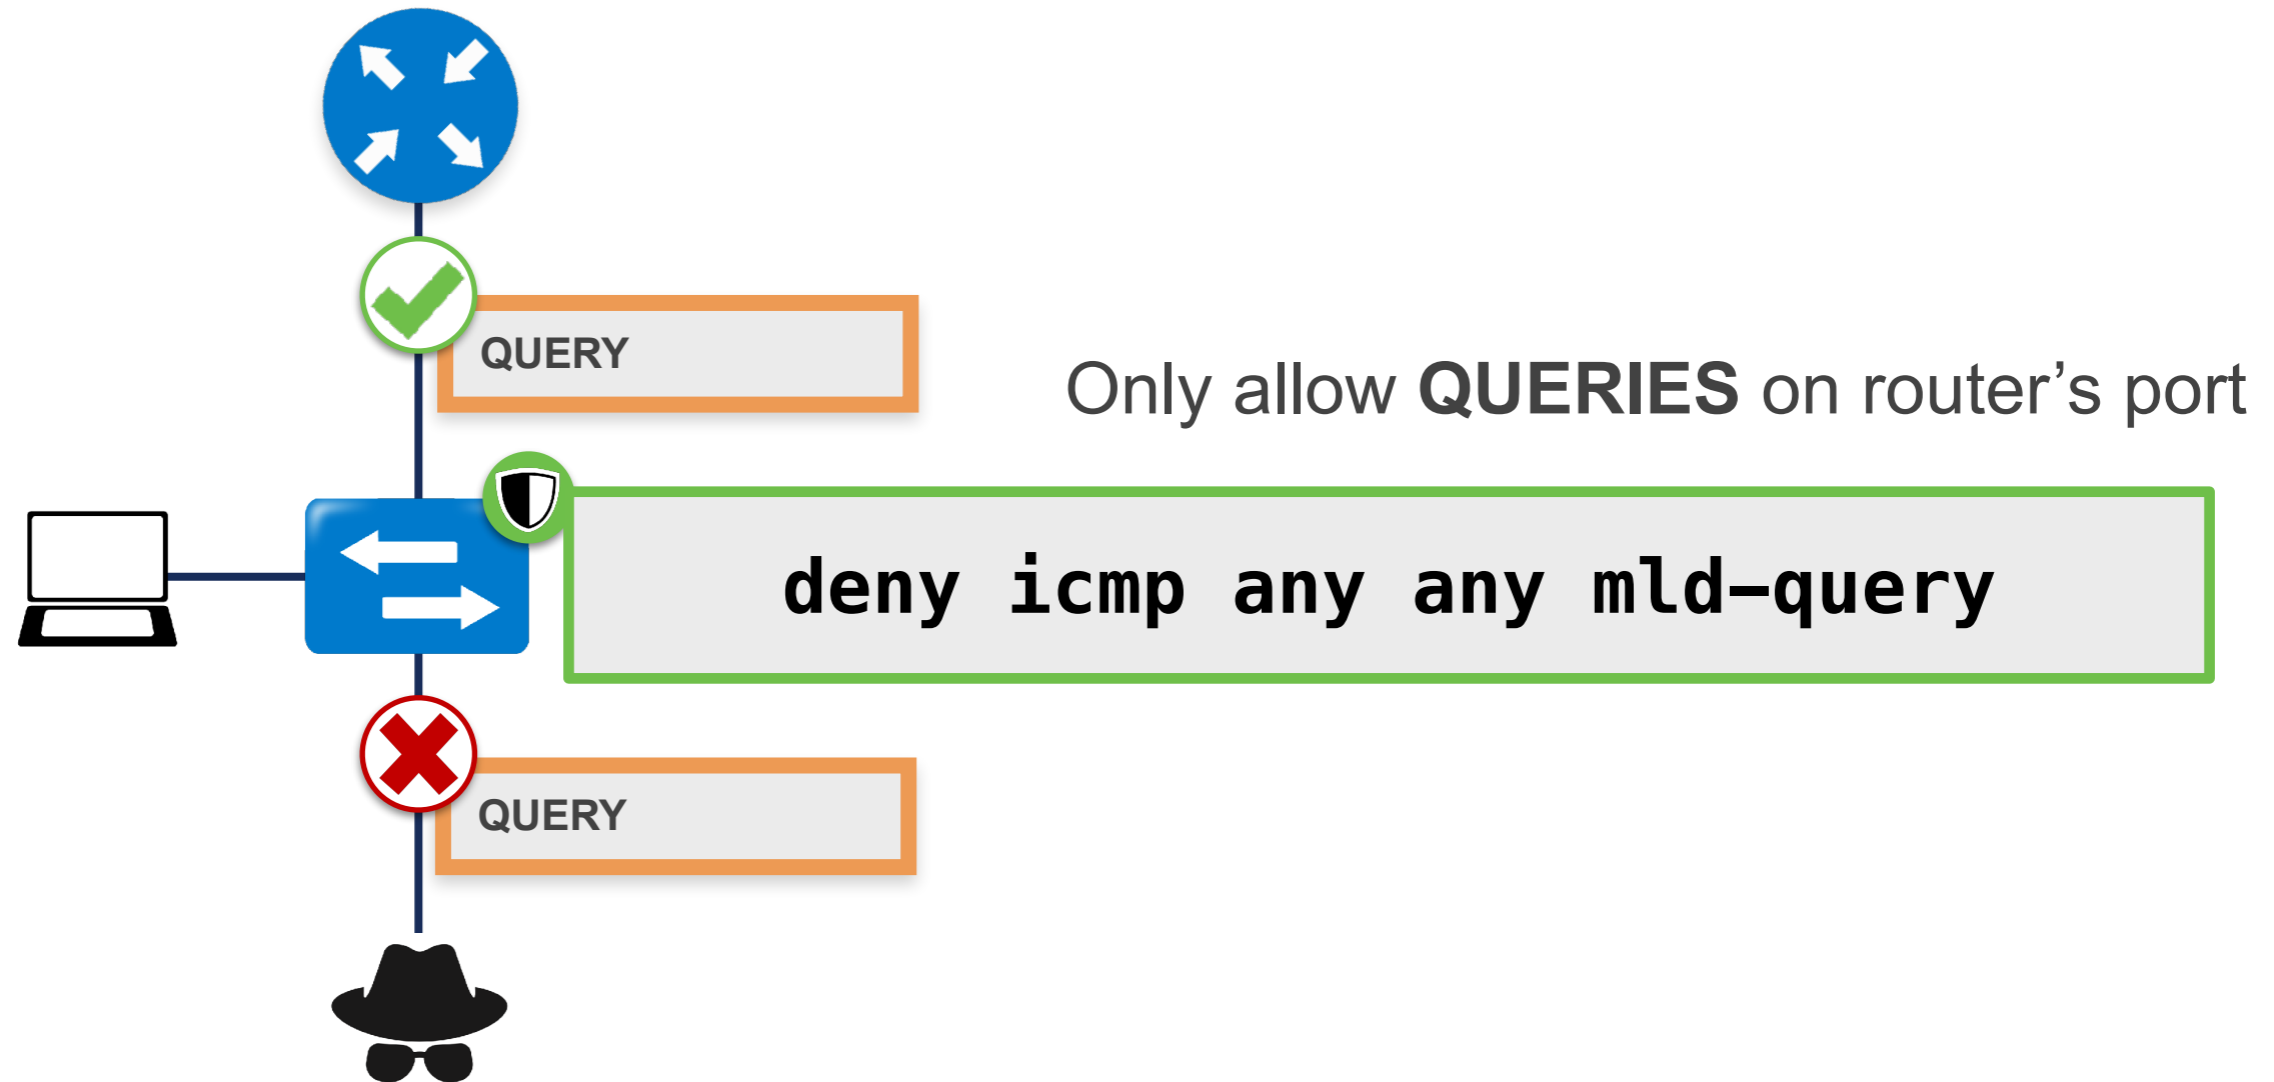 QUERY
Only allow QUERIES on router’s port
deny icmp any any mld-query
QUERY